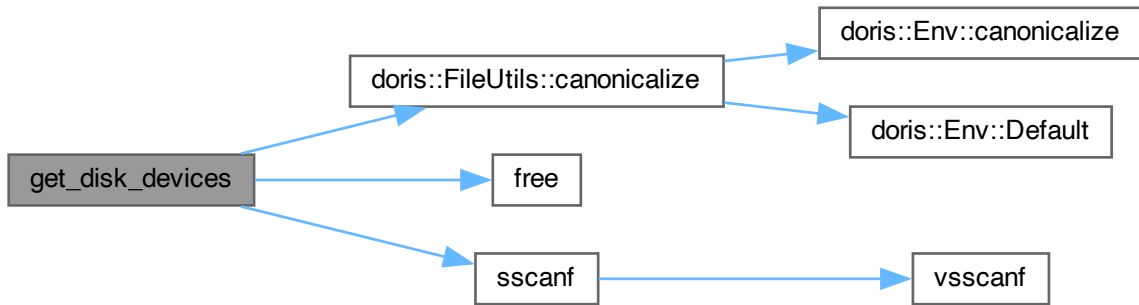 get_disk_devices
doris::FileUtils::canonicalize
doris::Env::canonicalize
doris::Env::Default
free
sscanf
vsscanf